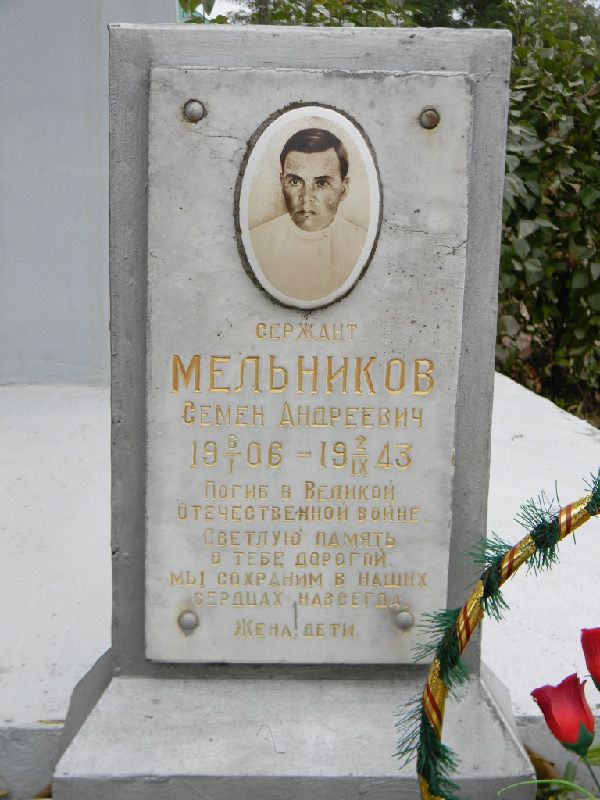 СЕРЖАНТ
МЕЛЬНИКОВ
СЕМЕН АНДРЕЕВИЧ
19 6/I 06 – 19 2/IX 43
ПОГИБ В ВЕЛИКОЙ
ОТЕЧЕСТВЕННОЙ ВОЙНЕ.
СВЕТЛУЮ ПАМЯТЬ
О ТЕБЕ ДОРОГОЙ
МЫ СОХРАНИМ В НАШИХ
СЕРДЦАХ НАВСЕГДА.
ЖЕНА, ДЕТИ.